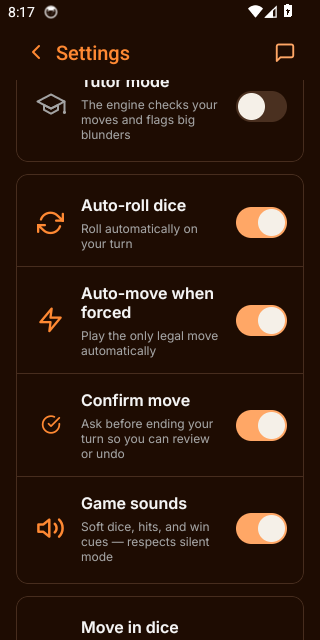 8:17
Settings
Tutor mode
The engine checks your
moves and flags big
blunders
Auto-roll dice
Roll automatically on
your turn
Auto-move when
forced
Play the only legal move
automatically
Confirm move
Ask before ending your
turn so you can review
or undo
Game sounds
Soft dice, hits, and win
cues — respects silent
mode
Move in dice